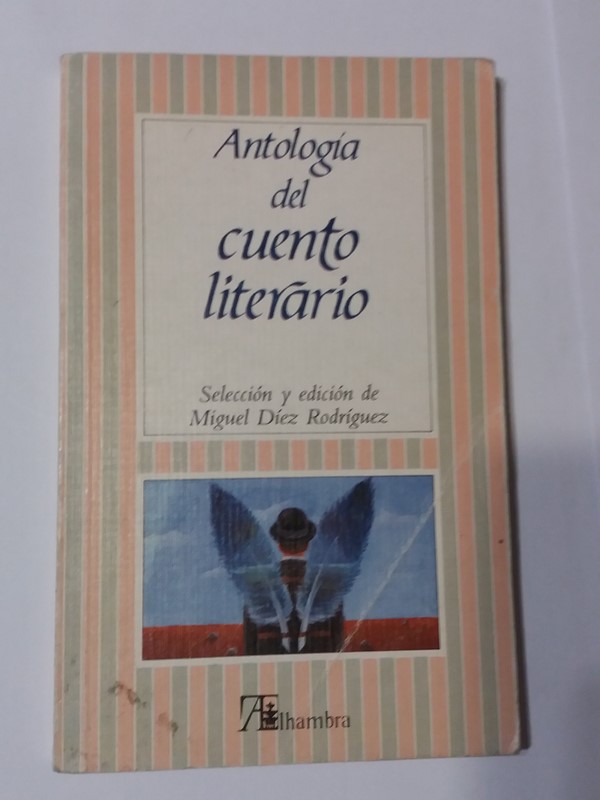 Antología
del
cuento
literario
Selección y edición de
Miguel Díez Rodríguez
Alhambra